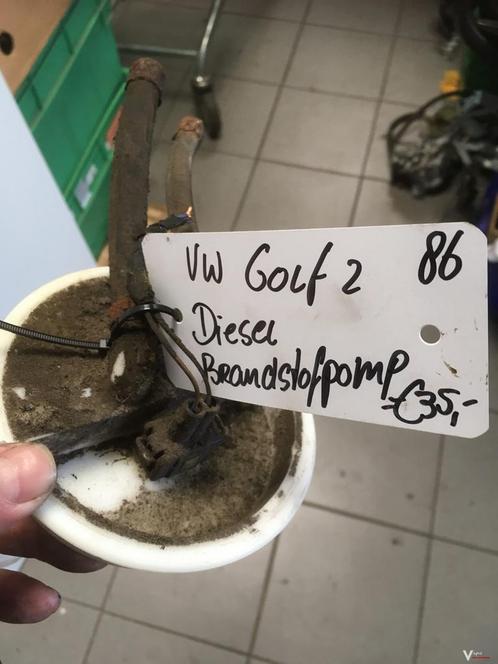 VW Golf 2 86
Diesel
Brandstofpomp
€35,-